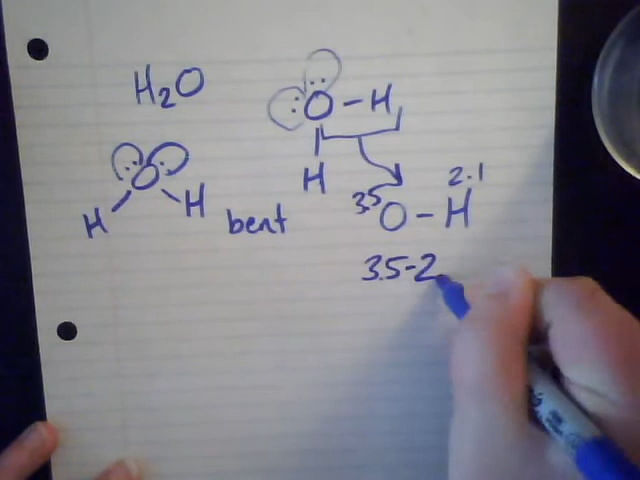 H2O
:O-H
H
O
H H
bent
3.5 2.1
O-H
3.5-2